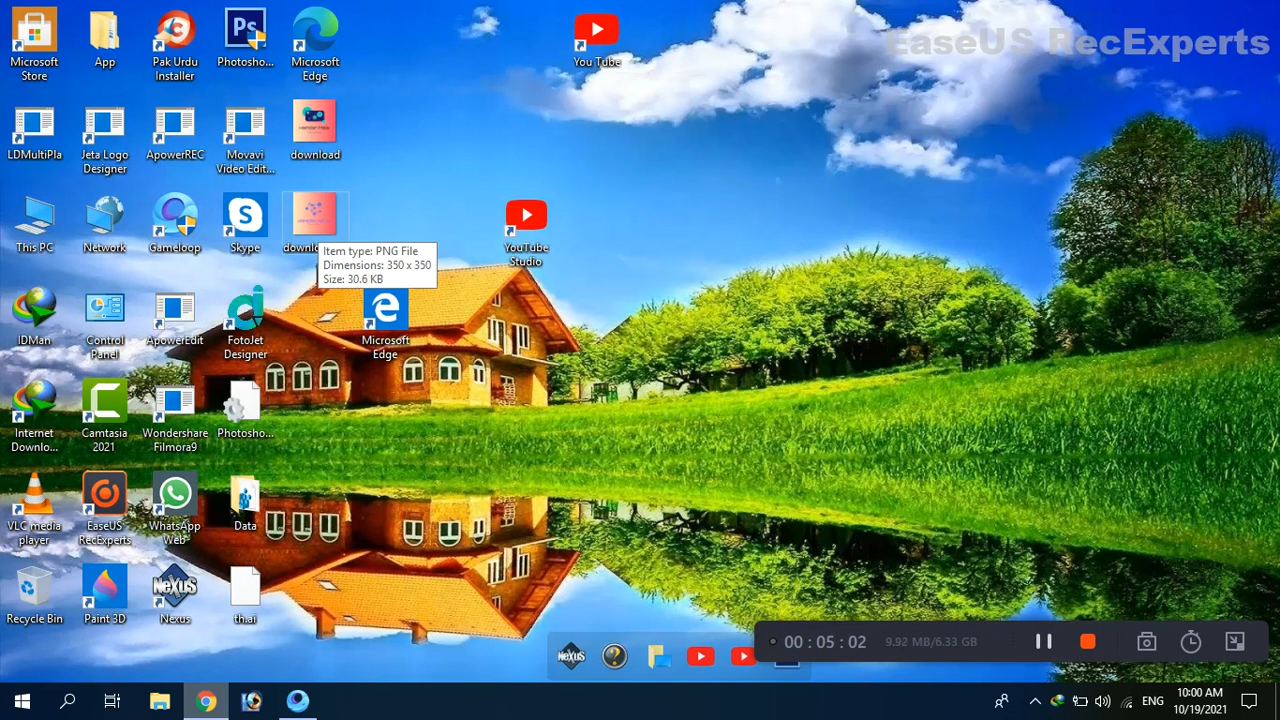 EaseUS RecExperts
Microsoft
Store
App
Pak Urdu
Installer
Ps
Photosho...
Microsoft
Edge
You Tube
LDMultiPla
Jeta Logo
Designer
ApowerREC
Movavi
Video Edit...
download
This PC
Network
Gameloop
Skype
YouTube
Studio
Item type: PNG File
Dimensions: 350 x 350
Size: 30.6 KB
IDMan
Control
Panel
ApowerEdit
FotoJet
Designer
Microsoft
Edge
Internet
Downlo...
Camtasia
2021
Wondershare
Filmora9
Photosho...
VLC media
player
EaseUS
RecExperts
WhatsApp
Web
Data
Recycle Bin
Paint 3D
NeXuS
Nexus
th.ai
NeXuS
?
00 : 05 : 02
9.92 MB/6.33 GB
ENG
10:00 AM
10/19/2021